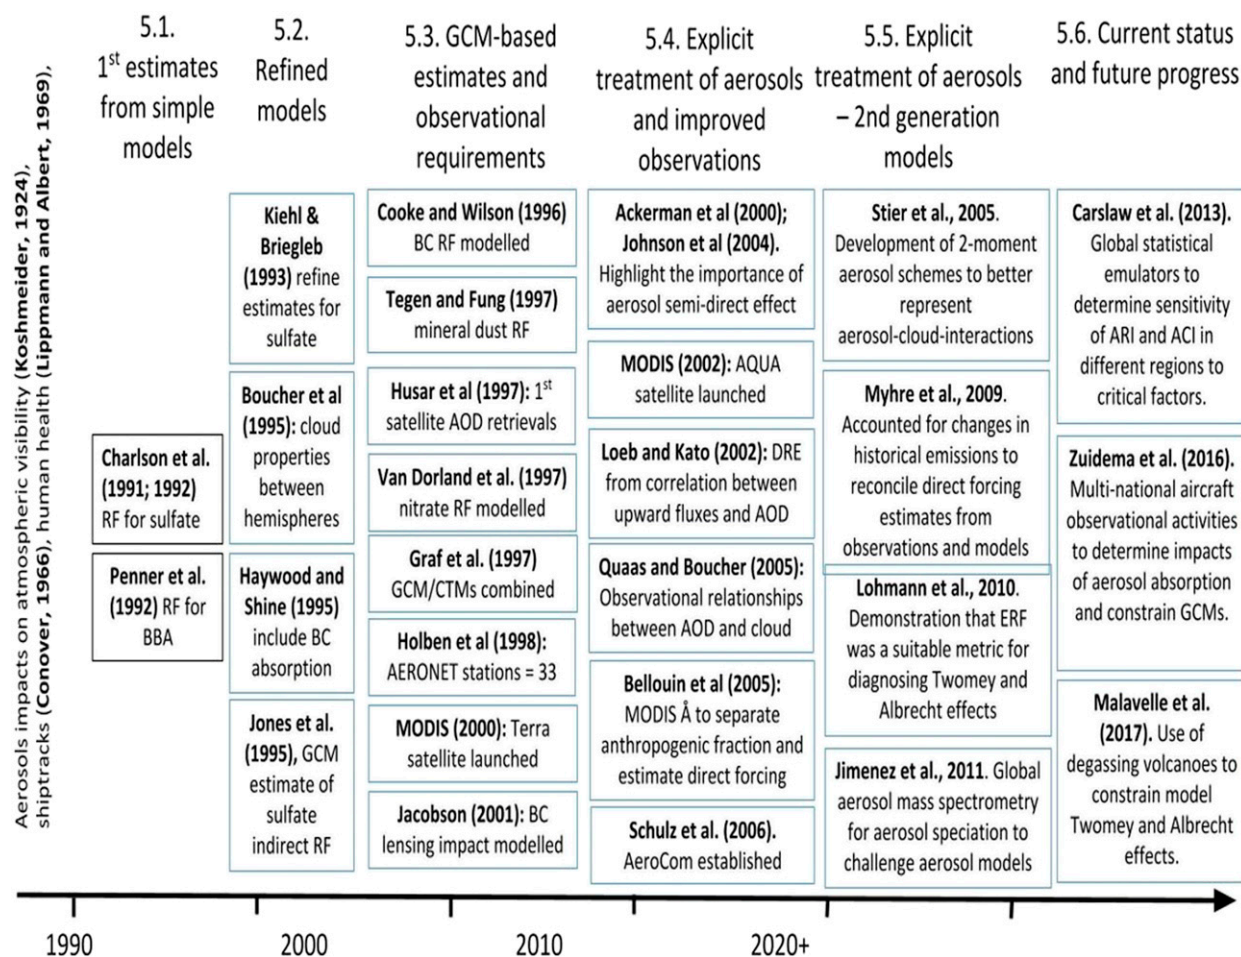 Aerosols impacts on atmospheric visibility (Koshmeider, 1924),
shiptracks (Conover, 1966), human health (Lippmann and Albert, 1969),
5.1.
1st estimates
from simple
models
Charlson et al.
(1991; 1992)
RF for sulfate
Penner et al.
(1992) RF for
BBA
5.2.
Refined
models
Kiehl &
Briegleb
(1993) refine
estimates for
sulfate
Boucher et al
(1995): cloud
properties
between
hemispheres
Haywood and
Shine (1995)
include BC
absorption
Jones et al.
(1995), GCM
estimate of
sulfate
indirect RF
5.3. GCM-based
estimates and
observational
requirements
Cooke and Wilson (1996)
BC RF modelled
Tegen and Fung (1997)
mineral dust RF
Husar et al (1997): 1st
satellite AOD retrievals
Van Dorland et al. (1997)
nitrate RF modelled
Graf et al. (1997)
GCM/CTMs combined
Holben et al (1998):
AERONET stations = 33
MODIS (2000): Terra
satellite launched
Jacobson (2001): BC
lensing impact modelled
5.4. Explicit
treatment of aerosols
and improved
observations
Ackerman et al (2000);
Johnson et al (2004).
Highlight the importance of
aerosol semi-direct effect
MODIS (2002): AQUA
satellite launched
Loeb and Kato (2002): DRE
from correlation between
upward fluxes and AOD
Quaas and Boucher (2005):
Observational relationships
between AOD and cloud
Bellouin et al (2005):
MODIS Å to separate
anthropogenic fraction and
estimate direct forcing
Schulz et al. (2006).
AeroCom established
5.5. Explicit
treatment of aerosols
– 2nd generation
models
Stier et al., 2005.
Development of 2-moment
aerosol schemes to better
represent
aerosol-cloud-interactions
Myhre et al., 2009.
Accounted for changes in
historical emissions to
reconcile direct forcing
estimates from
observations and models
Lohmann et al., 2010.
Demonstration that ERF
was a suitable metric for
diagnosing Twomey and
Albrecht effects
Jimenez et al., 2011. Global
aerosol mass spectrometry
for aerosol speciation to
challenge aerosol models
5.6. Current status
and future progress
Carslaw et al. (2013).
Global statistical
emulators to
determine sensitivity
of ARI and ACI in
different regions to
critical factors.
Zuidema et al. (2016).
Multi-national aircraft
observational activities
to determine impacts
of aerosol absorption
and constrain GCMs.
Malavelle et al.
(2017). Use of
degassing volcanoes to
constrain model
Twomey and Albrecht
effects.
1990
2000
2010
2020+